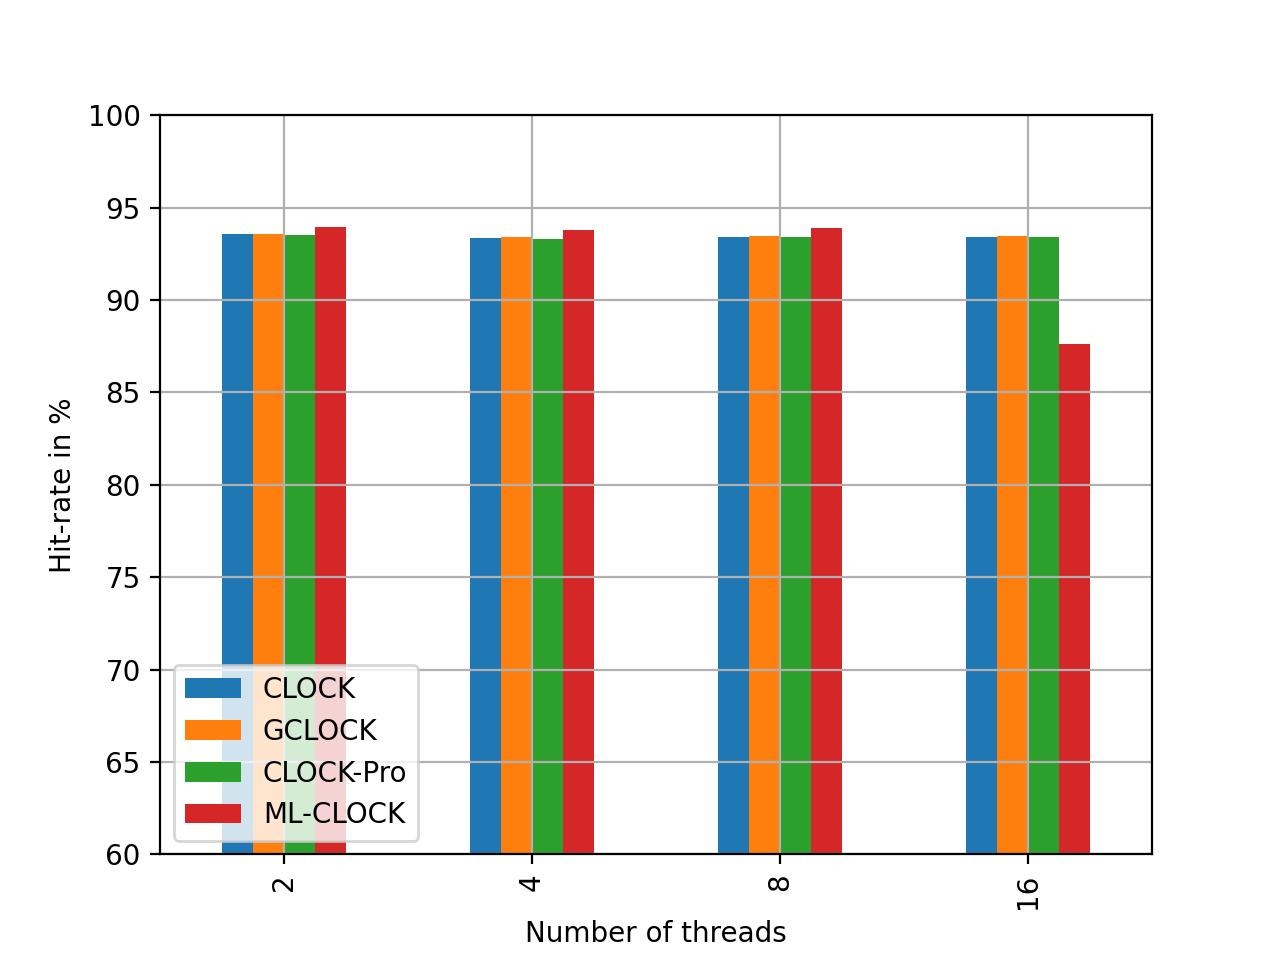 100
95
90
85
80
75
70
65
60
Hit-rate in %
CLOCK
GCLOCK
CLOCK-Pro
ML-CLOCK
2
4
8
16
Number of threads